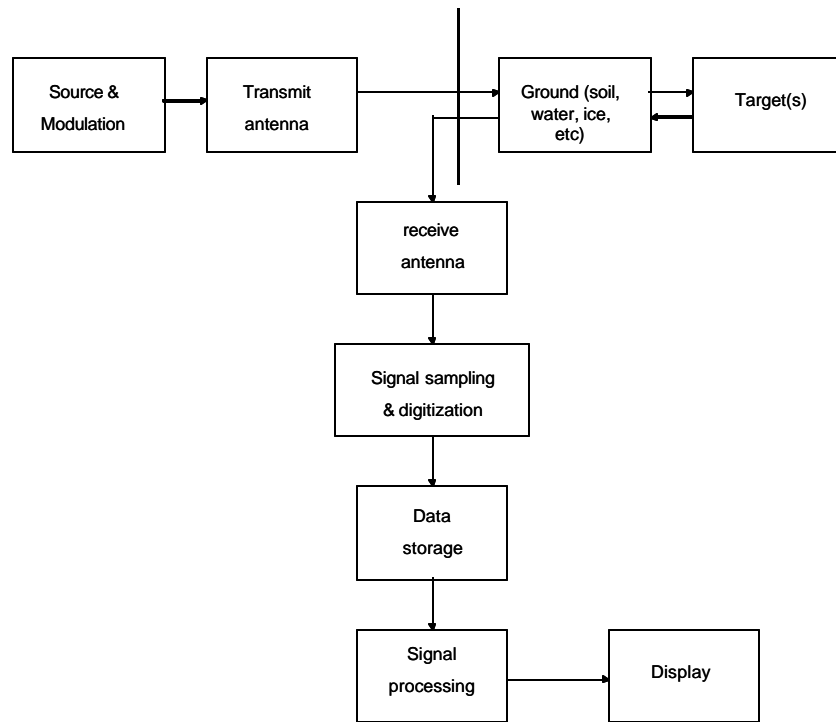 Source &
Modulation
Transmit
antenna
Ground (soil,
water, ice,
etc)
Target(s)
receive
antenna
Signal sampling
& digitization
Data
storage
Signal
processing
Display